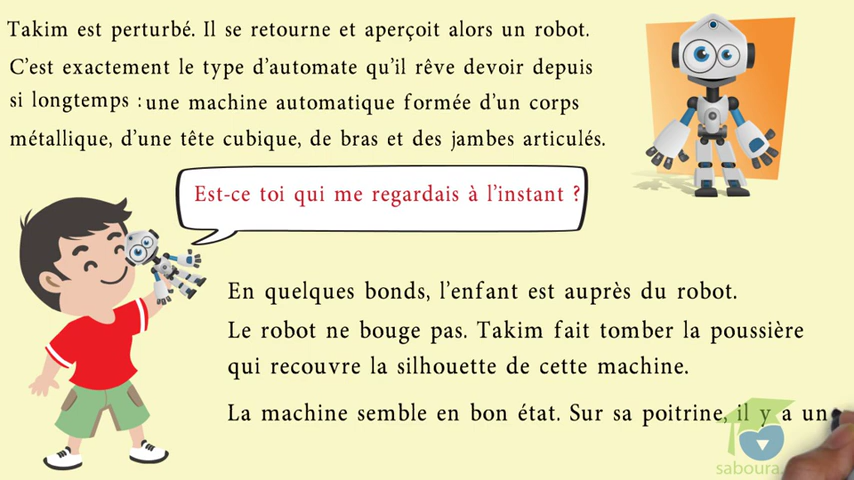 Takim est perturbé. Il se retourne et aperçoit alors un robot.
C'est exactement le type d'automate qu'il rêve devoir depuis
si longtemps : une machine automatique formée d'un corps
métallique, d'une tête cubique, de bras et des jambes articulés.
Est-ce toi qui me regardais à l'instant ?
En quelques bonds, l'enfant est auprès du robot.
Le robot ne bouge pas. Takim fait tomber la poussière
qui recouvre la silhouette de cette machine.
La machine semble en bon état. Sur sa poitrine, il y a un
saboura